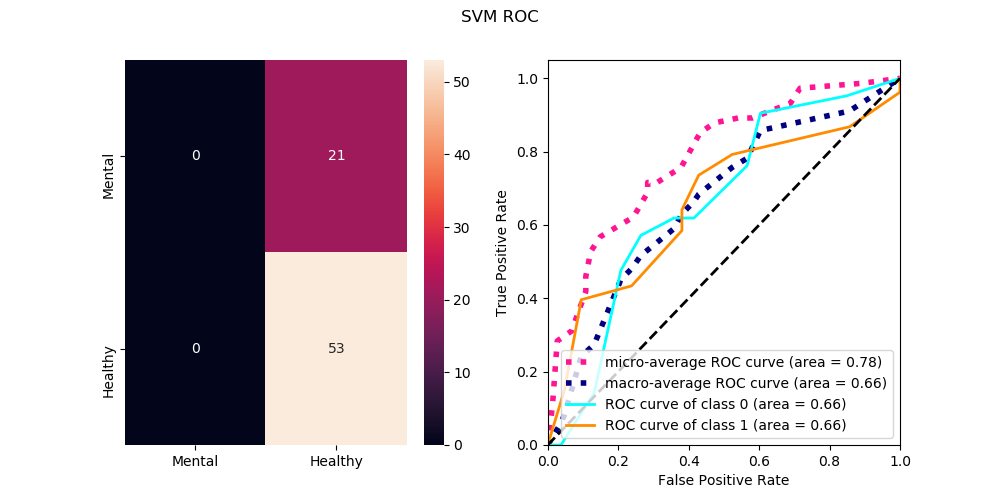 SVM ROC
Mental
Healthy
0
21
0
53
Mental
Healthy
50
40
30
20
10
0
True Positive Rate
1.0
0.8
0.6
0.4
0.2
0.0
micro-average ROC curve (area = 0.78)
macro-average ROC curve (area = 0.66)
ROC curve of class 0 (area = 0.66)
ROC curve of class 1 (area = 0.66)
0.0
0.2
0.4
0.6
0.8
1.0
False Positive Rate